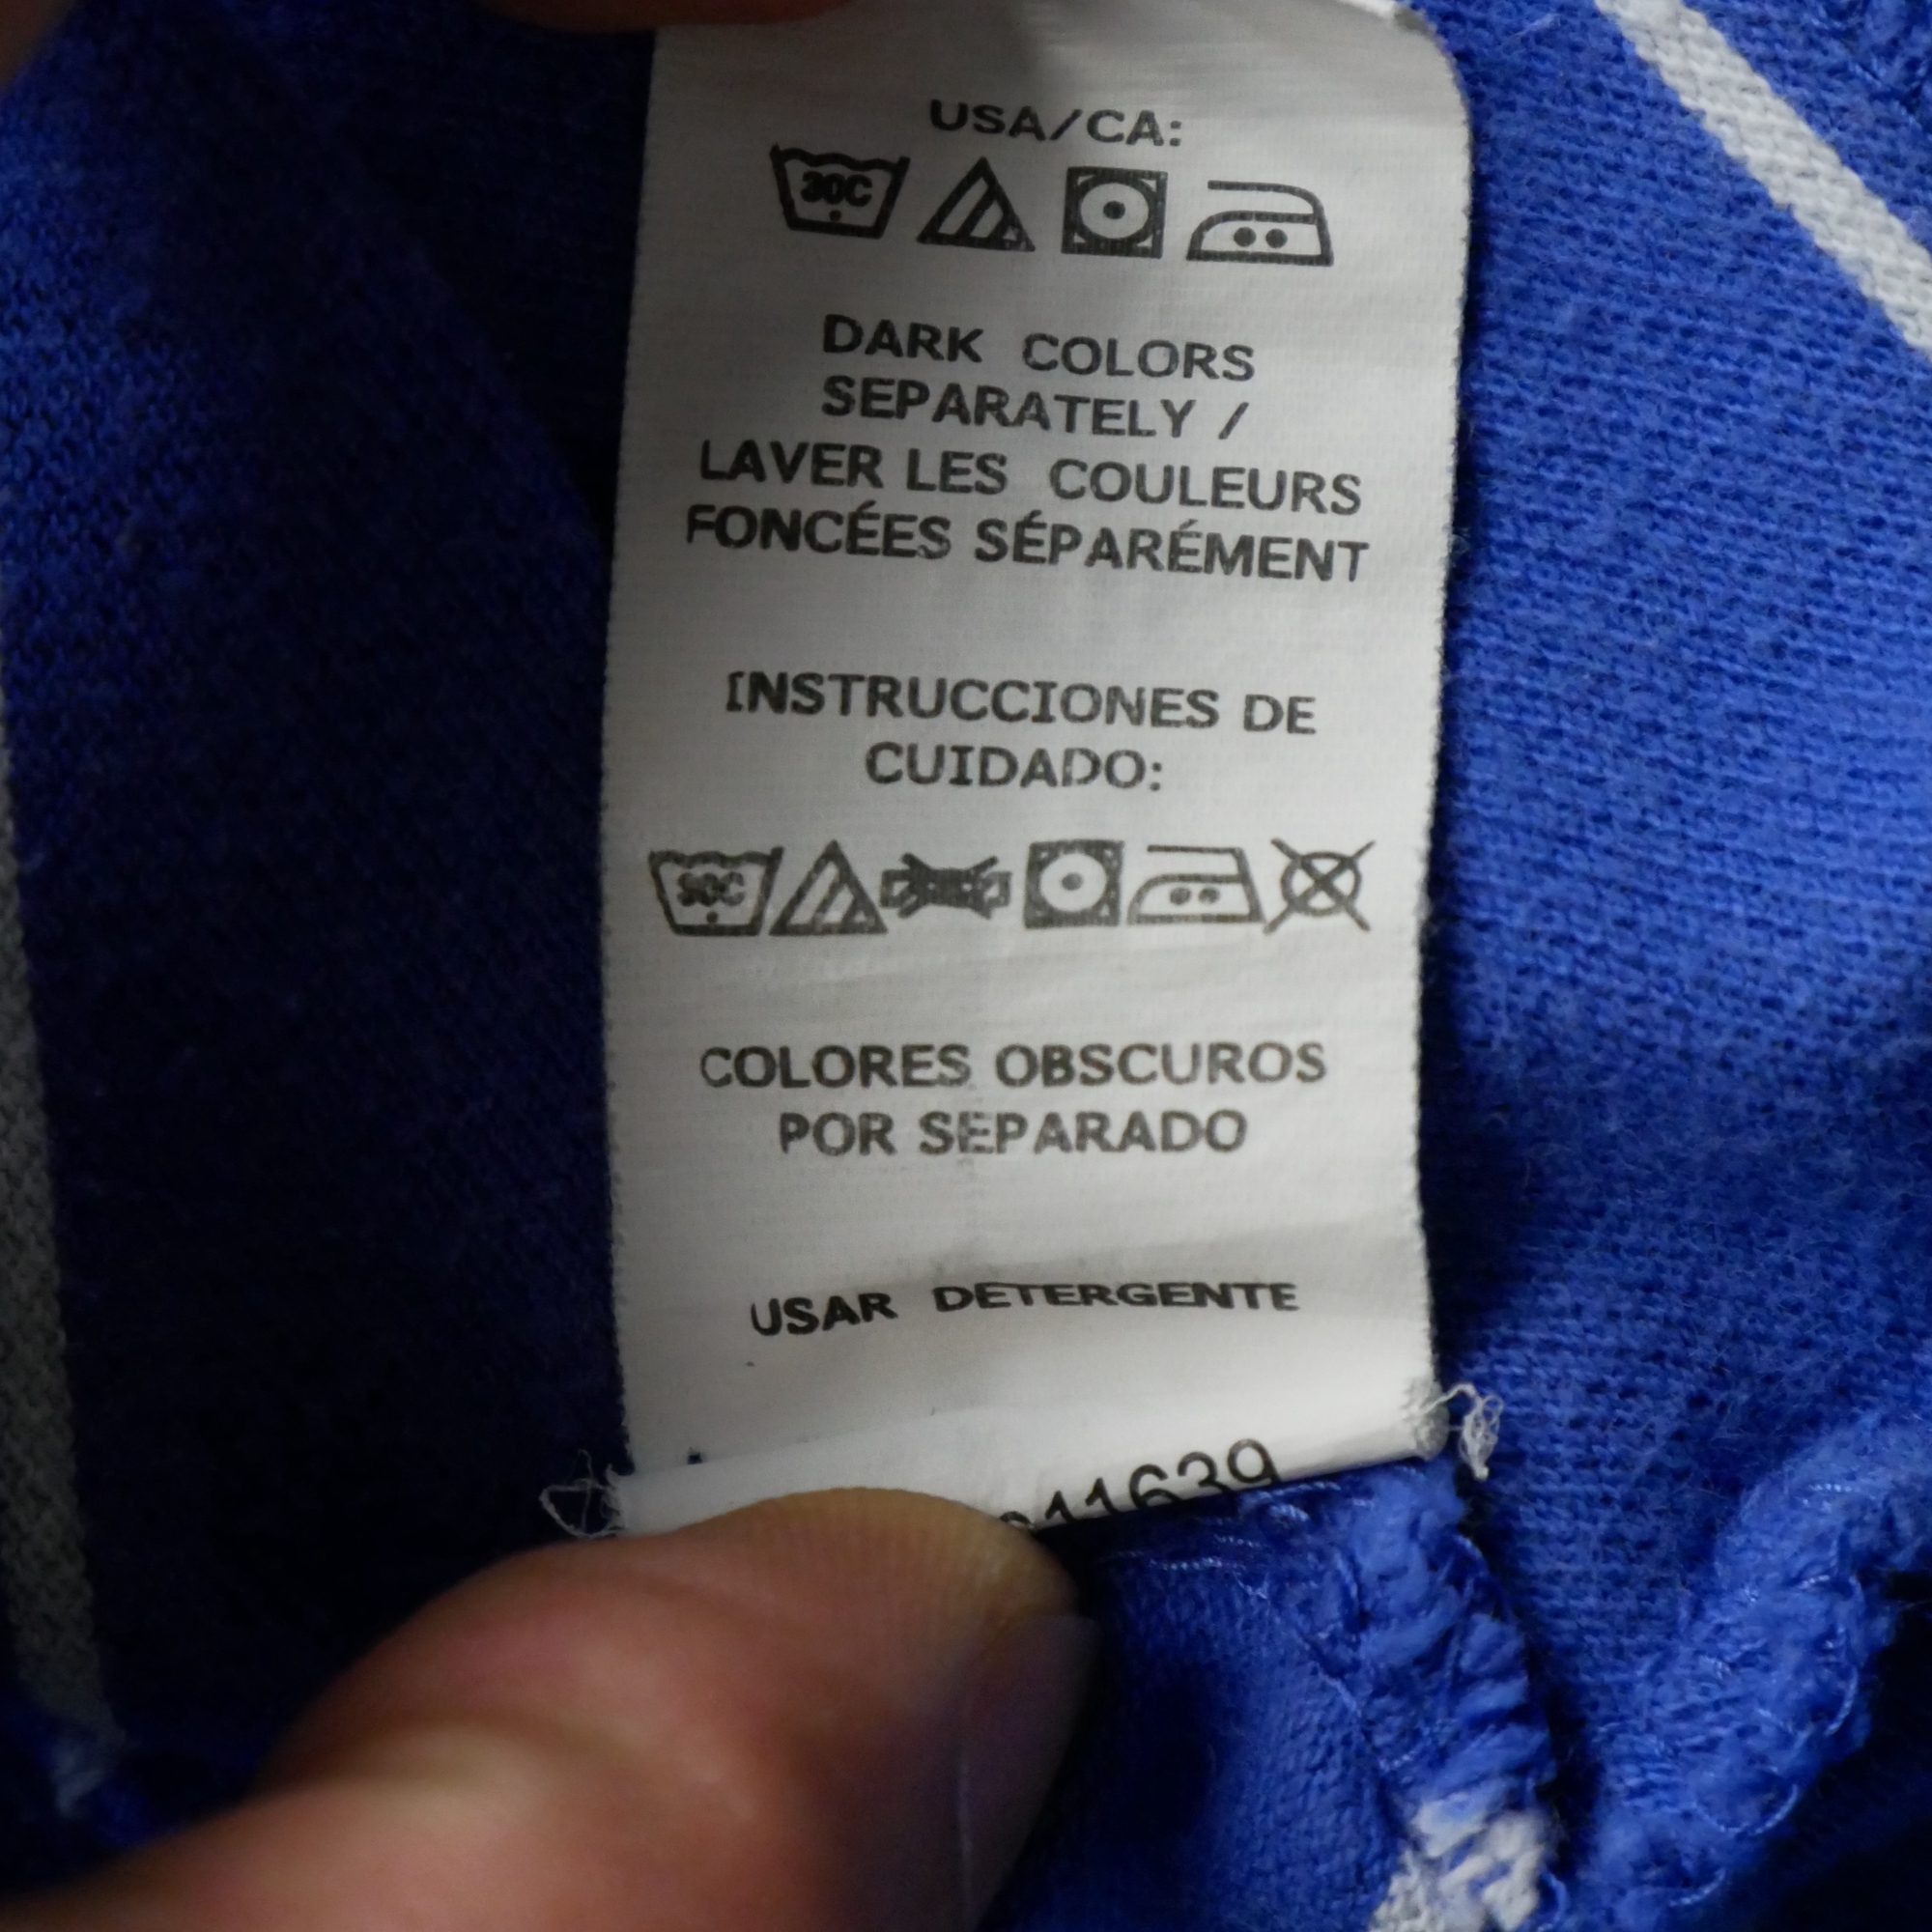 USA/CA:
30C
DARK COLORS
SEPARATELY /
LAVER LES COULEURS
FONCÉES SÉPARÉMENT
INSTRUCCIONES DE
CUIDADO:
30C
COLORES OBSCUROS
POR SEPARADO
USAR DETERGENTE
11639